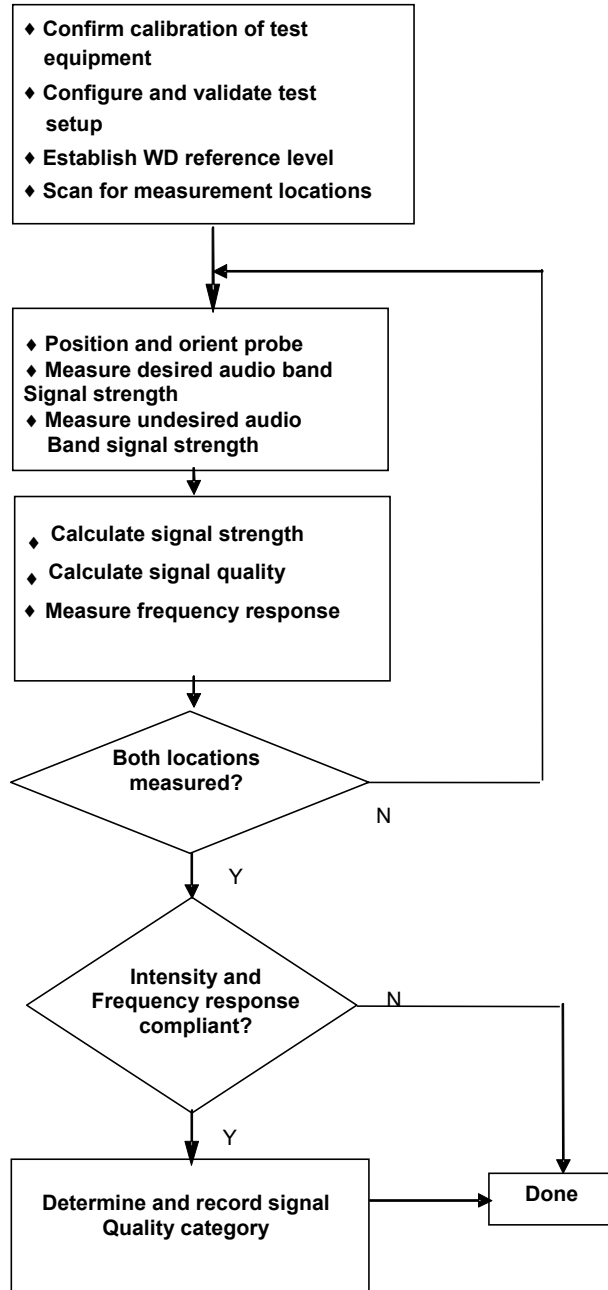 ♦ Confirm calibration of test
equipment
♦ Configure and validate test
setup
♦ Establish WD reference level
♦ Scan for measurement locations
♦ Position and orient probe
♦ Measure desired audio band
Signal strength
♦ Measure undesired audio
Band signal strength
♦ Calculate signal strength
♦ Calculate signal quality
♦ Measure frequency response
Both locations
measured?
N
Y
Intensity and
Frequency response
compliant?
N
Y
Determine and record signal
Quality category
Done